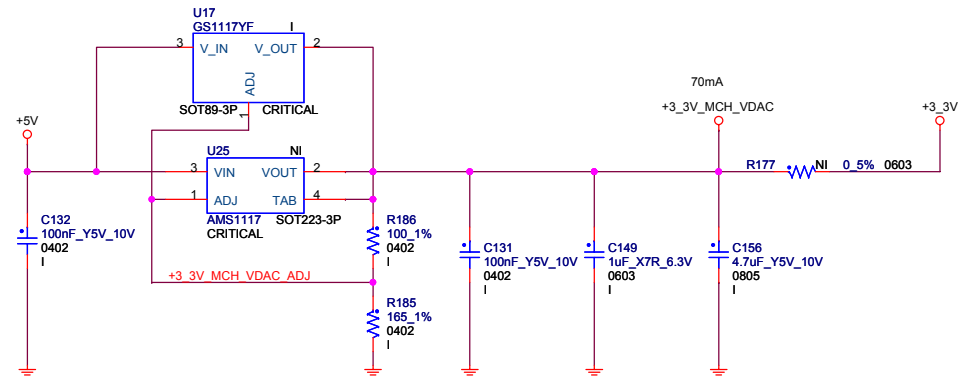 U17
GS1117YF I
3 V_IN V_OUT 2
ADJ
SOT89-3P CRITICAL
1
70mA
+3_3V_MCH_VDAC
+3_3V
+5V
U25 NI
3 VIN VOUT 2
1 ADJ TAB 4
AMS1117 SOT223-3P
CRITICAL
R177 NI 0_5% 0603
C132
100nF_Y5V_10V
0402
I
R186
100_1%
0402
I
+3_3V_MCH_VDAC_ADJ
R185
165_1%
0402
I
C131
100nF_Y5V_10V
0402
I
C149
1uF_X7R_6.3V
0603
I
C156
4.7uF_Y5V_10V
0805
I